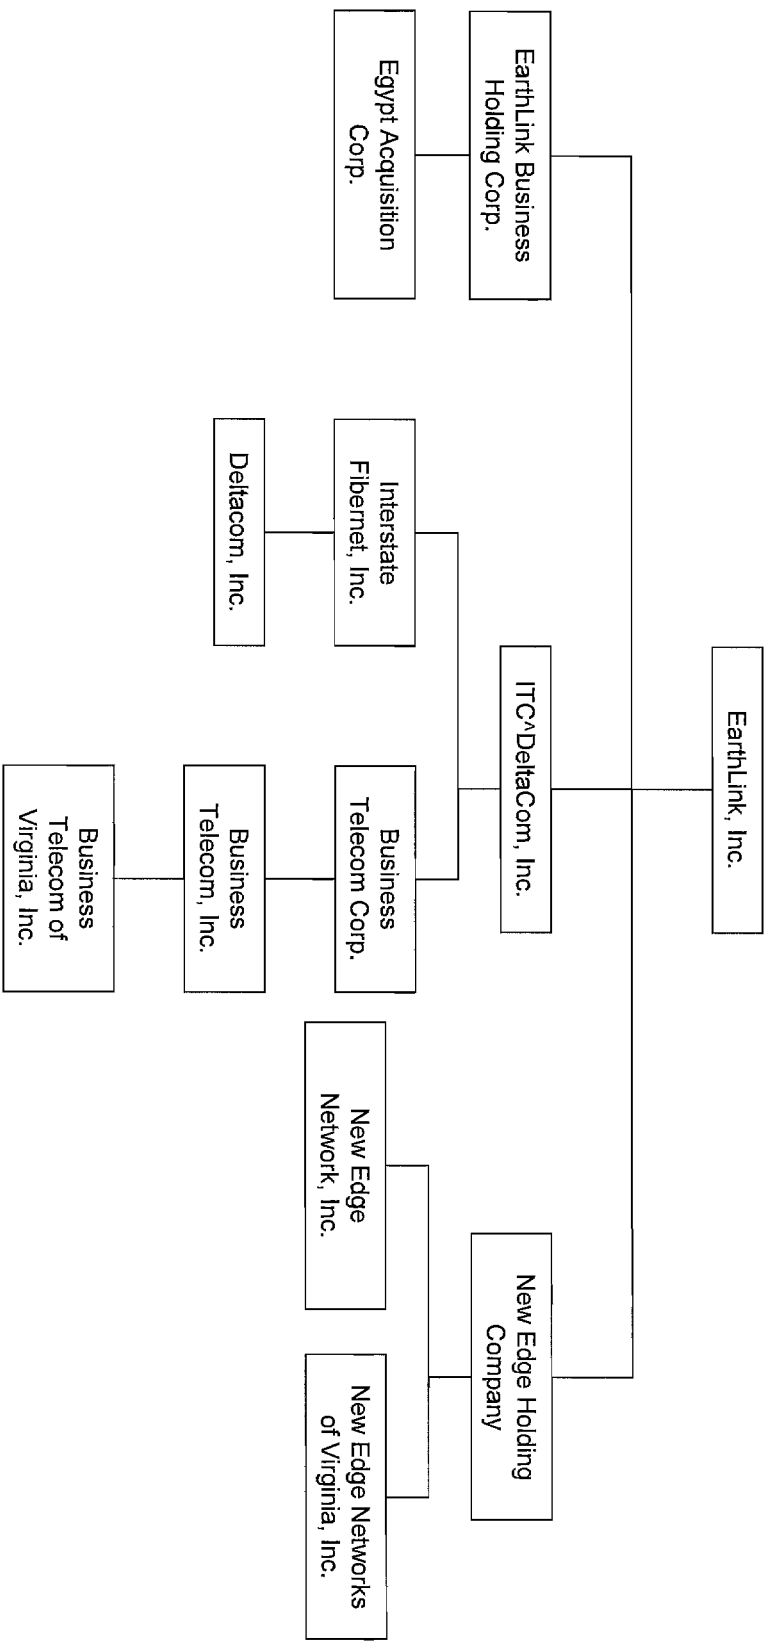 EarthLink, Inc.
EarthLink Business
Holding Corp.
Egypt Acquisition
Corp.
ITC^DeltaCom, Inc.
Interstate
Fibernet, Inc.
Deltacom, Inc.
Business
Telecom Corp.
Business
Telecom, Inc.
Business
Telecom of
Virginia, Inc.
New Edge Holding
Company
New Edge
Network, Inc.
New Edge Networks
of Virginia, Inc.